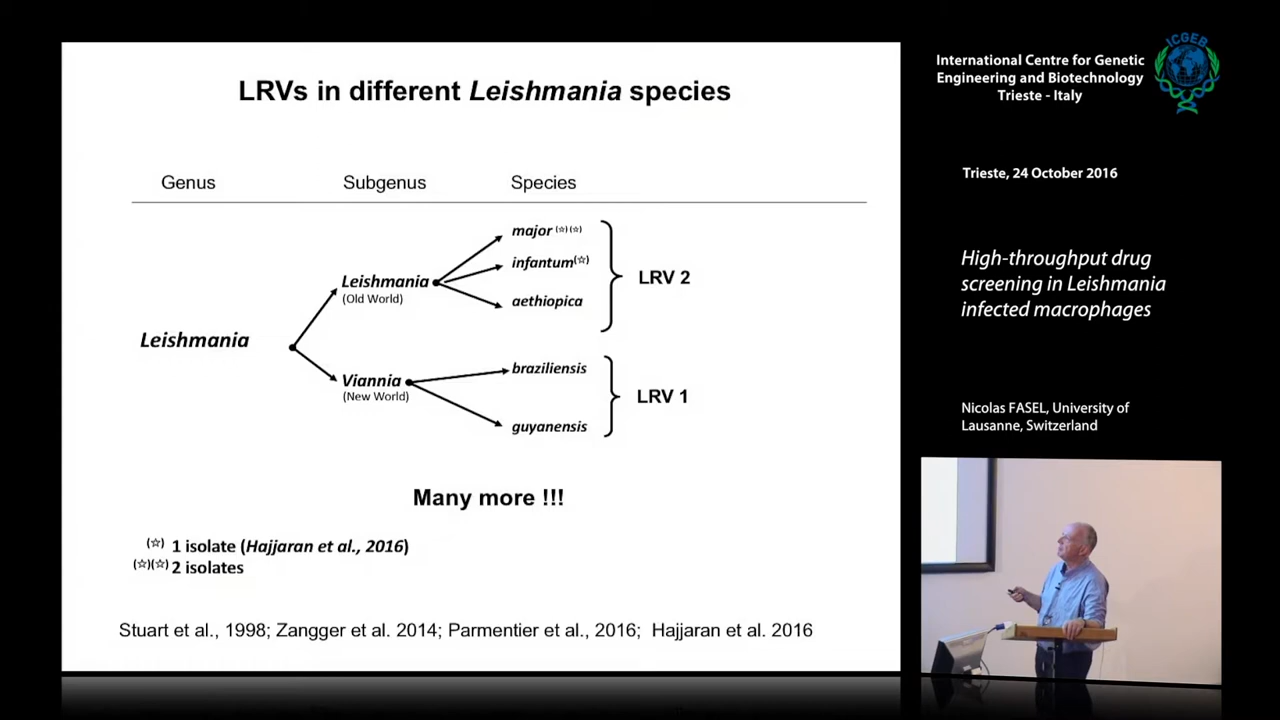 LRVs in different Leishmania species
Genus Subgenus Species
major (☆)(☆)
infantum(☆)
Leishmania
(Old World)
aethiopica
LRV 2
Leishmania
braziliensis
Viannia
(New World)
guyanensis
LRV 1
Many more !!!
(☆) 1 isolate (Hajjaran et al., 2016)
(☆)(☆) 2 isolates
Stuart et al., 1998; Zangger et al. 2014; Parmentier et al., 2016; Hajjaran et al. 2016
International Centre for Genetic
Engineering and Biotechnology
Trieste - Italy
ICGEB
Trieste, 24 October 2016
High-throughput drug
screening in Leishmania
infected macrophages
Nicolas FASEL, University of
Lausanne, Switzerland